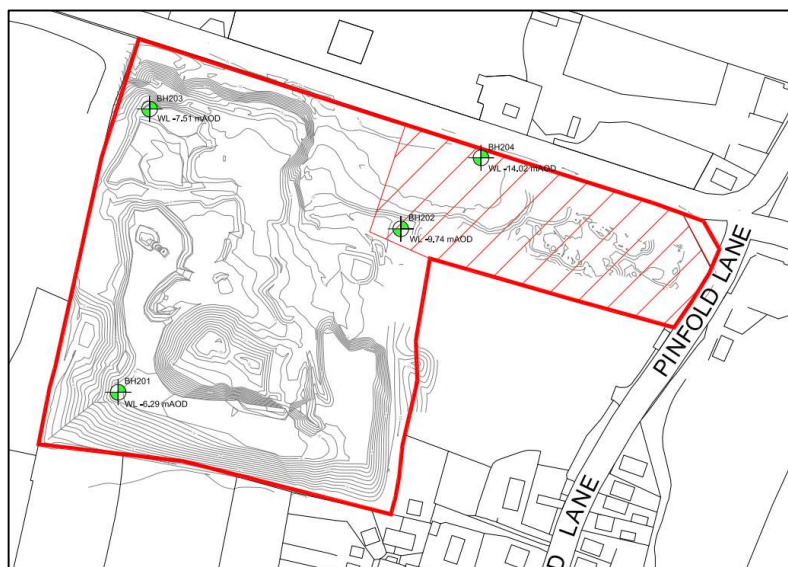 BH203
WL -7.51 mAOD
BH204
WL -14.02 mAOD
BH202
WL -9.74 mAOD
PINFOLD LANE
BH201
WL -6.29 mAOD
D LANE